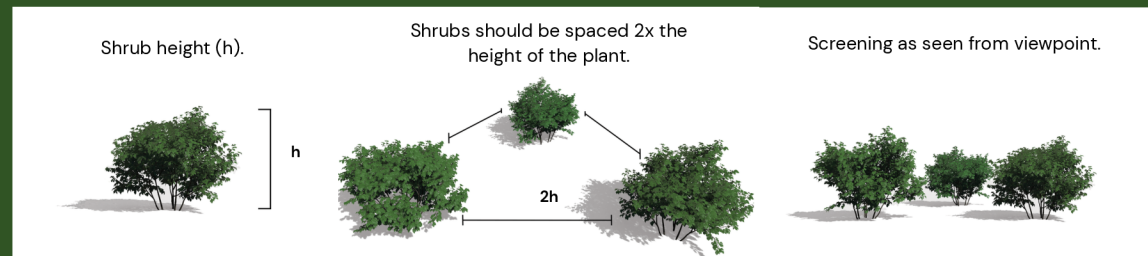 Shrub height (h).
h
Shrubs should be spaced 2x the
height of the plant.
2h
Screening as seen from viewpoint.